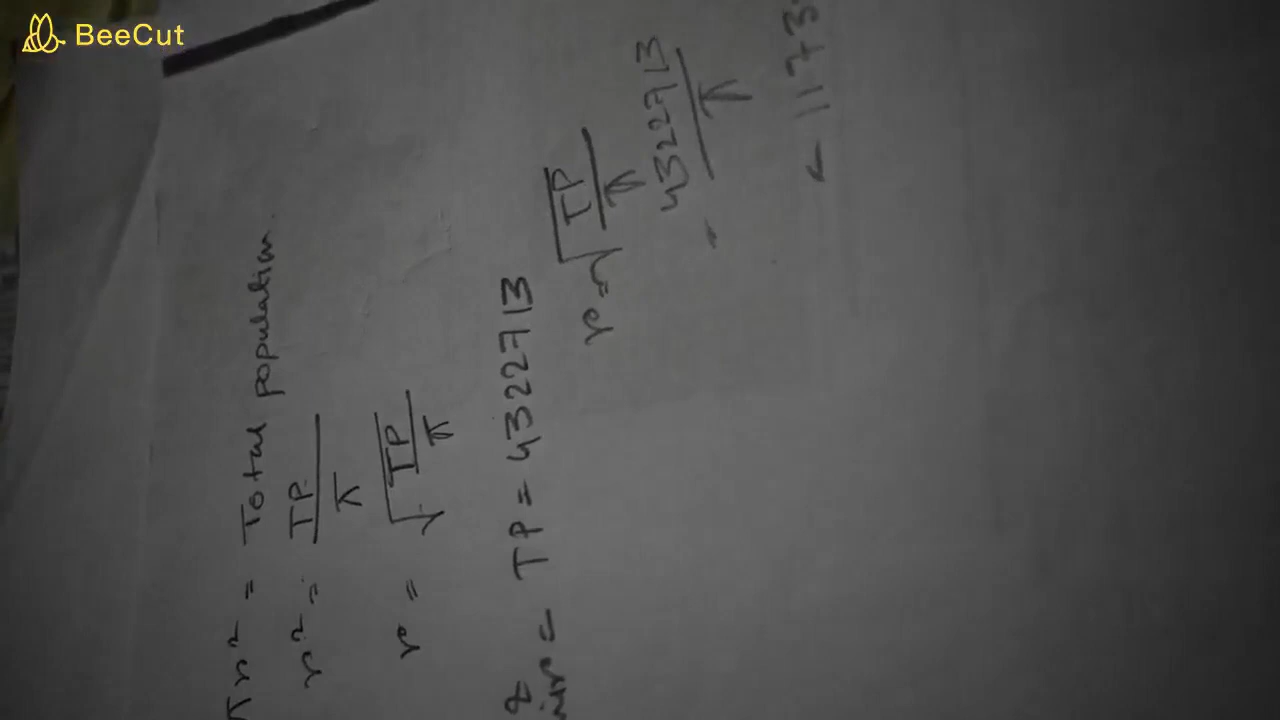 BeeCut
πr² = Total population
r² = TP/π
r = √TP/π
TP = 4322713
r = √TP/π
= 4322713/π
= 1173